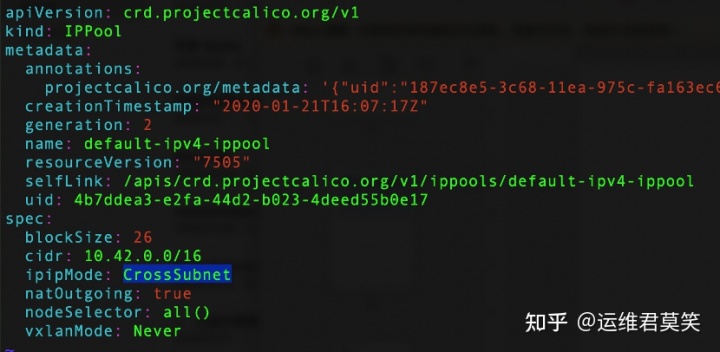 apiVersion: crd.projectcalico.org/v1
kind: IPPool
metadata:
  annotations:
    projectcalico.org/metadata: '{"uid":"187ec8e5-3c68-11ea-975c-fa163ec6
  creationTimestamp: "2020-01-21T16:07:17Z"
  generation: 2
  name: default-ipv4-ippool
  resourceVersion: "7505"
  selfLink: /apis/crd.projectcalico.org/v1/ippools/default-ipv4-ippool
  uid: 4b7ddea3-e2fa-44d2-b023-4deed55b0e17
spec:
  blockSize: 26
  cidr: 10.42.0.0/16
  ipipMode: CrossSubnet
  natOutgoing: true
  nodeSelector: all()
  vxlanMode: Never
~
知乎 @运维君莫笑